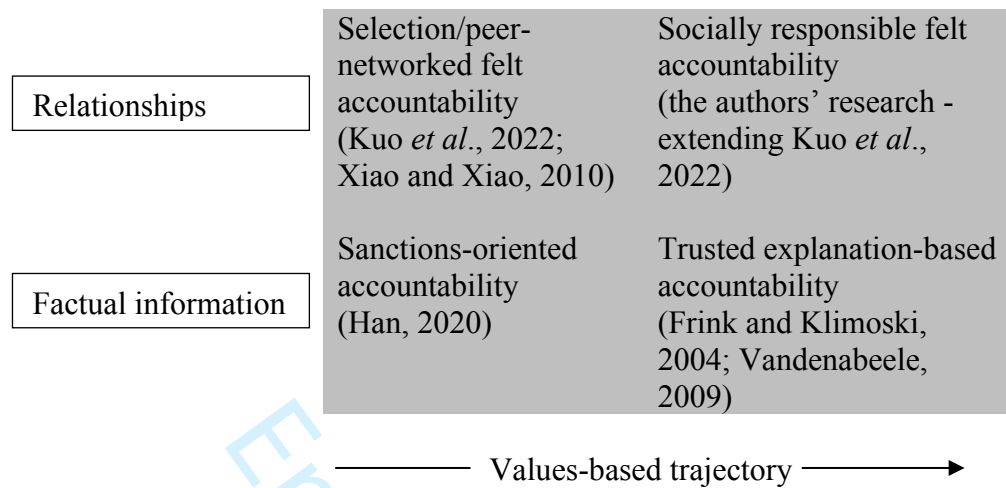 Relationships
Selection/peer-
networked felt
accountability
(Kuo et al., 2022;
Xiao and Xiao, 2010)
Socially responsible felt
accountability
(the authors’ research -
extending Kuo et al.,
2022)
Factual information
Sanctions-oriented
accountability
(Han, 2020)
Trusted explanation-based
accountability
(Frink and Klimoski,
2004; Vandenabeele,
2009)
Values-based trajectory